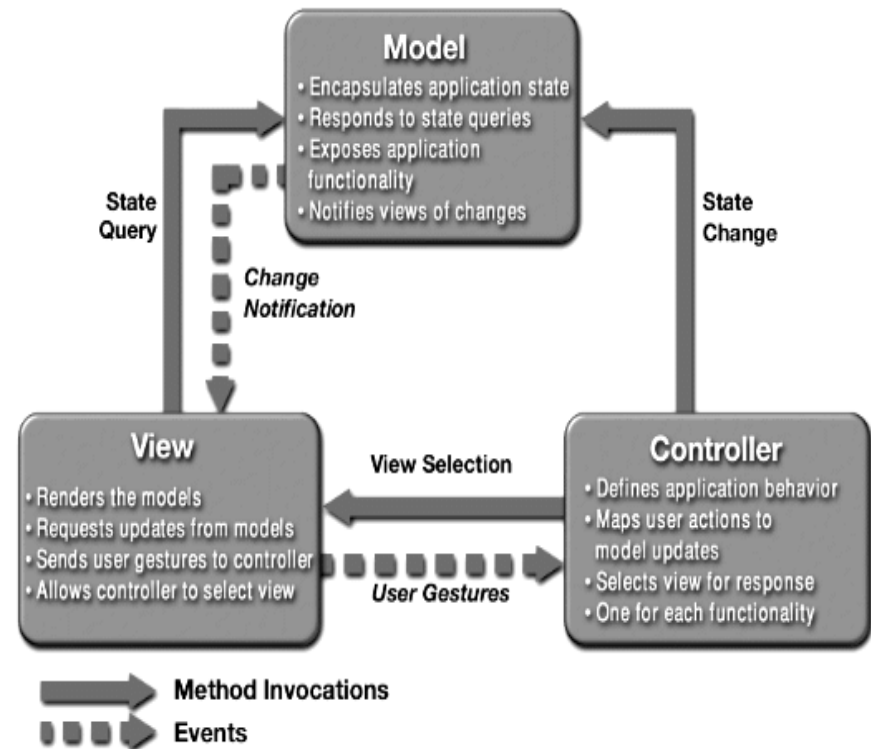 Model
• Encapsulates application state
• Responds to state queries
• Exposes application
functionality
• Notifies views of changes
State
Query
State
Change
Change
Notification
View
• Renders the models
• Requests updates from models
• Sends user gestures to controller
• Allows controller to select view
View Selection
User Gestures
Controller
• Defines application behavior
• Maps user actions to
model updates
• Selects view for response
• One for each functionality
Method Invocations
Events